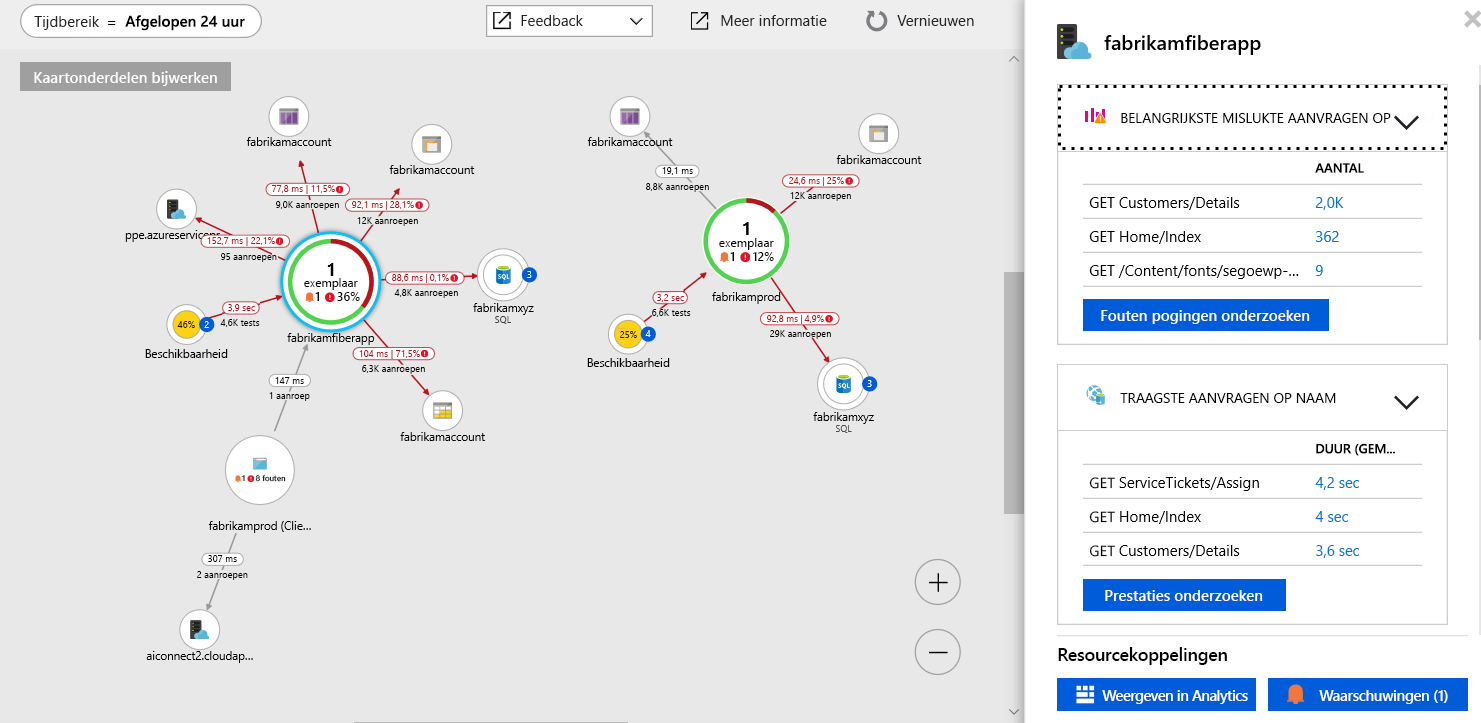 Tijdbereik = Afgelopen 24 uur
Feedback
Meer informatie
Vernieuwen
Kaartonderdelen bijwerken
fabrikamaccount
77,8 ms | 11,5%
9,0K aanroepen
fabrikamaccount
92,1 ms | 28,1%
12K aanroepen
ppe.azureservicepr
152,7 ms | 22,1%
95 aanroepen
1
exemplaar
1 36%
fabrikamfiberapp
88,6 ms | 0,1%
4,8K aanroepen
SQL
3
fabrikamxyz
SQL
46%
2
Beschikbaarheid
3,9 sec
4,6K tests
104 ms | 71,5%
6,3K aanroepen
fabrikamaccount
147 ms
1 aanroep
1 8 fouten
fabrikamprod (Clie...
307 ms
2 aanroepen
aiconnect2.cloudap...
fabrikamaccount
19,1 ms
8,8K aanroepen
fabrikamaccount
24,6 ms | 25%
12K aanroepen
1
exemplaar
1 12%
fabrikamprod
3,2 sec
6,6K tests
25%
4
Beschikbaarheid
92,8 ms | 4,9%
29K aanroepen
SQL
3
fabrikamxyz
SQL
fabrikamfiberapp
BELANGRIJKSTE MISLUKTE AANVRAGEN OP
AANTAL
GET Customers/Details 2,0K
GET Home/Index 362
GET /Content/fonts/segoewp-... 9
Fouten pogingen onderzoeken
TRAAGSTE AANVRAGEN OP NAAM
DUUR (GEM...
GET ServiceTickets/Assign 4,2 sec
GET Home/Index 4 sec
GET Customers/Details 3,6 sec
Prestaties onderzoeken
Resourcekoppelingen
Weergeven in Analytics
Waarschuwingen (1)